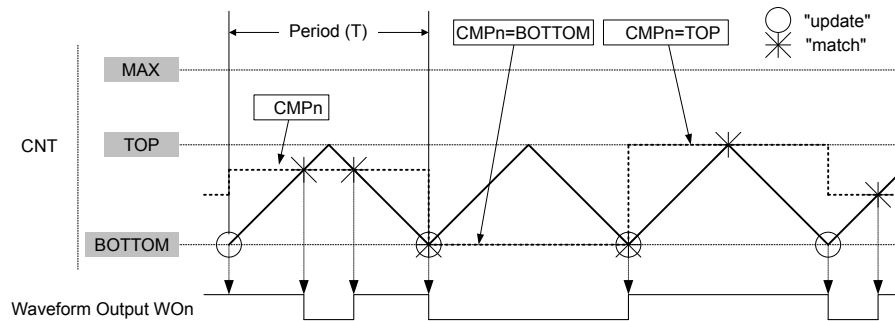 Period (T)
CMPn=BOTTOM
CMPn=TOP
"update"
"match"
MAX
CMPn
CNT
TOP
BOTTOM
Waveform Output WOn